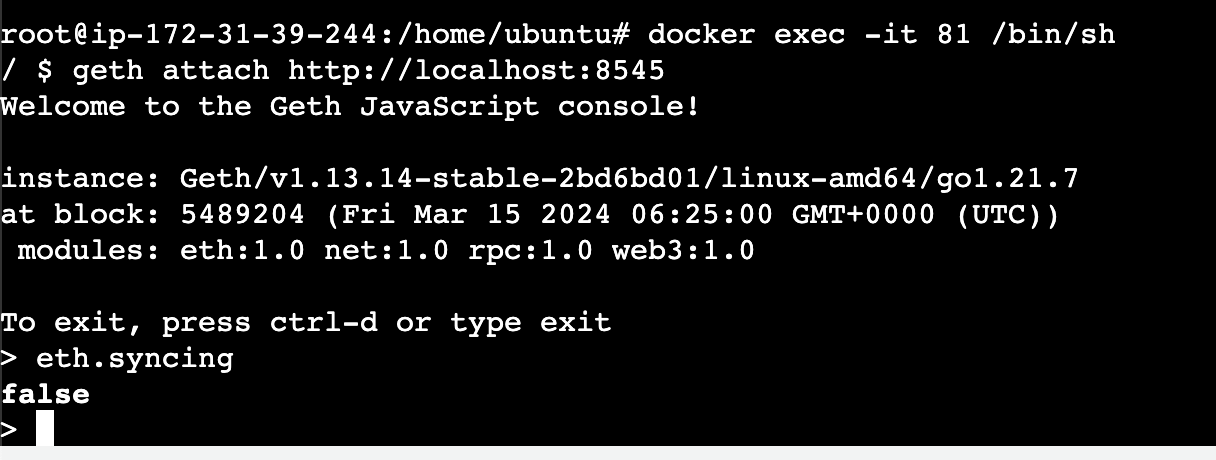 root@ip-172-31-39-244:/home/ubuntu# docker exec -it 81 /bin/sh
/ $ geth attach http://localhost:8545
Welcome to the Geth JavaScript console!
instance: Geth/v1.13.14-stable-2bd6bd01/linux-amd64/go1.21.7
at block: 5489204 (Fri Mar 15 2024 06:25:00 GMT+0000 (UTC))
modules: eth:1.0 net:1.0 rpc:1.0 web3:1.0
To exit, press ctrl-d or type exit
> eth.syncing
false
>